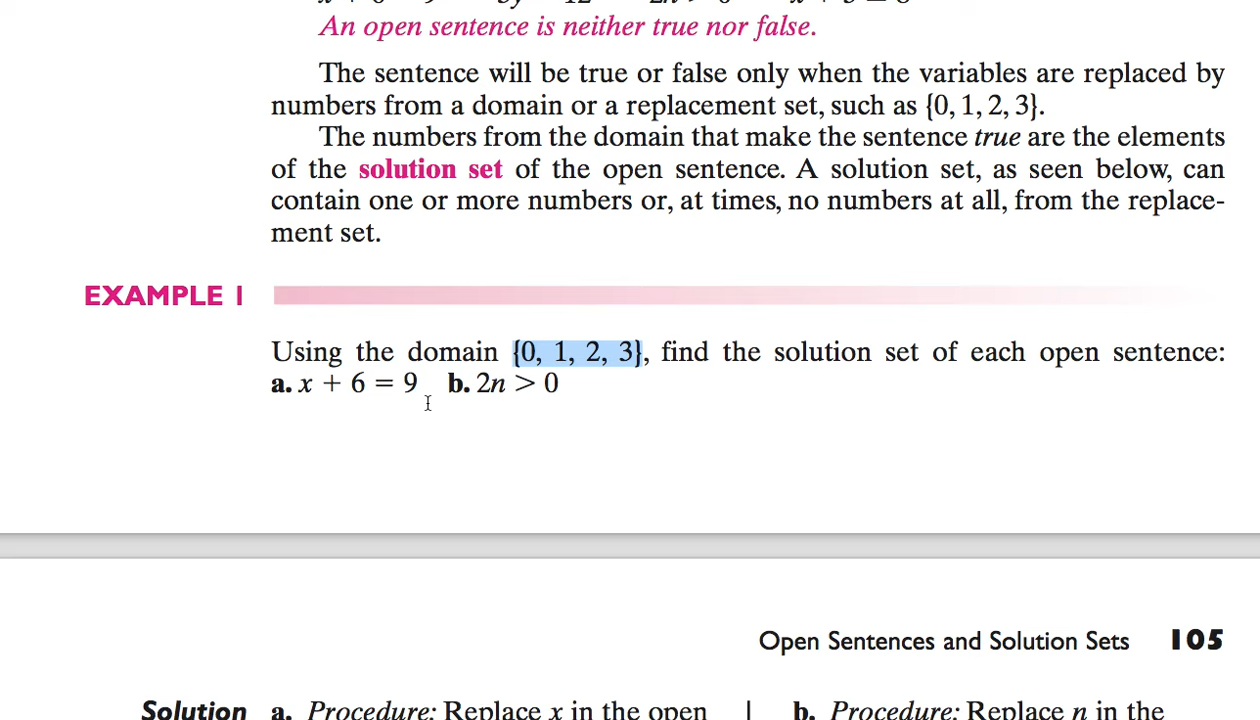 An open sentence is neither true nor false.
The sentence will be true or false only when the variables are replaced by
numbers from a domain or a replacement set, such as {0, 1, 2, 3}.
The numbers from the domain that make the sentence true are the elements
of the solution set of the open sentence. A solution set, as seen below, can
contain one or more numbers or, at times, no numbers at all, from the replace-
ment set.
EXAMPLE 1
Using the domain {0, 1, 2, 3}, find the solution set of each open sentence:
a. x + 6 = 9 b. 2n > 0
Open Sentences and Solution Sets 105
Solution a. Procedure: Replace x in the open | b. Procedure: Replace n in the